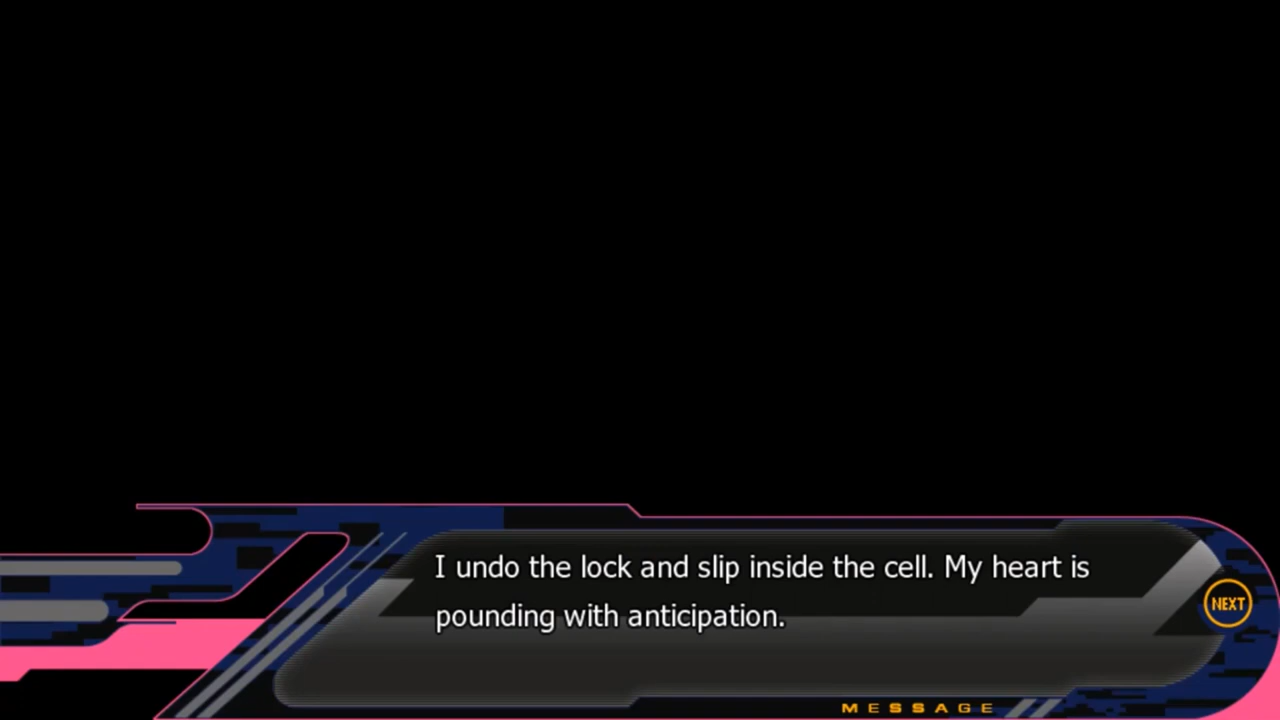 I undo the lock and slip inside the cell. My heart is
pounding with anticipation.
NEXT
MESSAGE